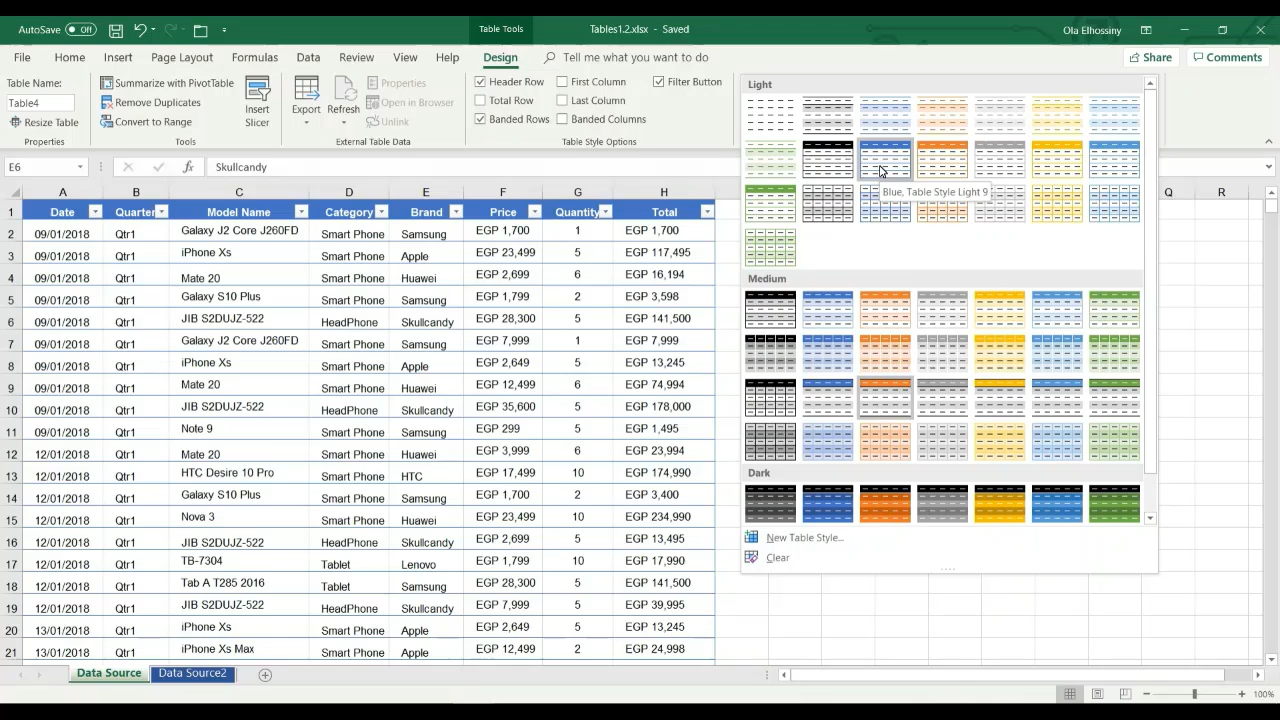 AutoSave Off Table Tools Tables1.2.xlsx - Saved Ola Elhossiny
File Home Insert Page Layout Formulas Data Review View Help Design Tell me what you want to do Share Comments
Table Name: Summarize with PivotTable Properties Header Row First Column Filter Button
Table4 Remove Duplicates Insert Slicer Export Refresh Open in Browser Total Row Last Column
Resize Table Convert to Range Unlink Banded Rows Banded Columns
Properties Tools External Table Data Table Style Options
Light
Blue, Table Style Light 9
Medium
Dark
New Table Style...
Clear
E6 fx Skullcandy
A B C D E F G H Q R
1 Date Quarter Model Name Category Brand Price Quantity Total
2 09/01/2018 Qtr1 Galaxy J2 Core J260FD Smart Phone Samsung EGP 1,700 1 EGP 1,700
3 09/01/2018 Qtr1 iPhone Xs Smart Phone Apple EGP 23,499 5 EGP 117,495
4 09/01/2018 Qtr1 Mate 20 Smart Phone Huawei EGP 2,699 6 EGP 16,194
5 09/01/2018 Qtr1 Galaxy S10 Plus Smart Phone Samsung EGP 1,799 2 EGP 3,598
6 09/01/2018 Qtr1 JIB S2DUJZ-522 HeadPhone Skullcandy EGP 28,300 5 EGP 141,500
7 09/01/2018 Qtr1 Galaxy J2 Core J260FD Smart Phone Samsung EGP 7,999 1 EGP 7,999
8 09/01/2018 Qtr1 iPhone Xs Smart Phone Apple EGP 2,649 5 EGP 13,245
9 09/01/2018 Qtr1 Mate 20 Smart Phone Huawei EGP 12,499 6 EGP 74,994
10 09/01/2018 Qtr1 JIB S2DUJZ-522 HeadPhone Skullcandy EGP 35,600 5 EGP 178,000
11 09/01/2018 Qtr1 Note 9 Smart Phone Samsung EGP 299 5 EGP 1,495
12 09/01/2018 Qtr1 Mate 20 Smart Phone Huawei EGP 3,999 6 EGP 23,994
13 12/01/2018 Qtr1 HTC Desire 10 Pro Smart Phone HTC EGP 17,499 10 EGP 174,990
14 12/01/2018 Qtr1 Galaxy S10 Plus Smart Phone Samsung EGP 1,700 2 EGP 3,400
15 12/01/2018 Qtr1 Nova 3 Smart Phone Huawei EGP 23,499 10 EGP 234,990
16 12/01/2018 Qtr1 JIB S2DUJZ-522 HeadPhone Skullcandy EGP 2,699 5 EGP 13,495
17 12/01/2018 Qtr1 TB-7304 Tablet Lenovo EGP 1,799 10 EGP 17,990
18 12/01/2018 Qtr1 Tab A T285 2016 Tablet Samsung EGP 28,300 5 EGP 141,500
19 12/01/2018 Qtr1 JIB S2DUJZ-522 HeadPhone Skullcandy EGP 7,999 5 EGP 39,995
20 13/01/2018 Qtr1 iPhone Xs Smart Phone Apple EGP 2,649 5 EGP 13,245
21 13/01/2018 Qtr1 iPhone Xs Max Smart Phone Apple EGP 12,499 2 EGP 24,998
Data Source Data Source2
100%